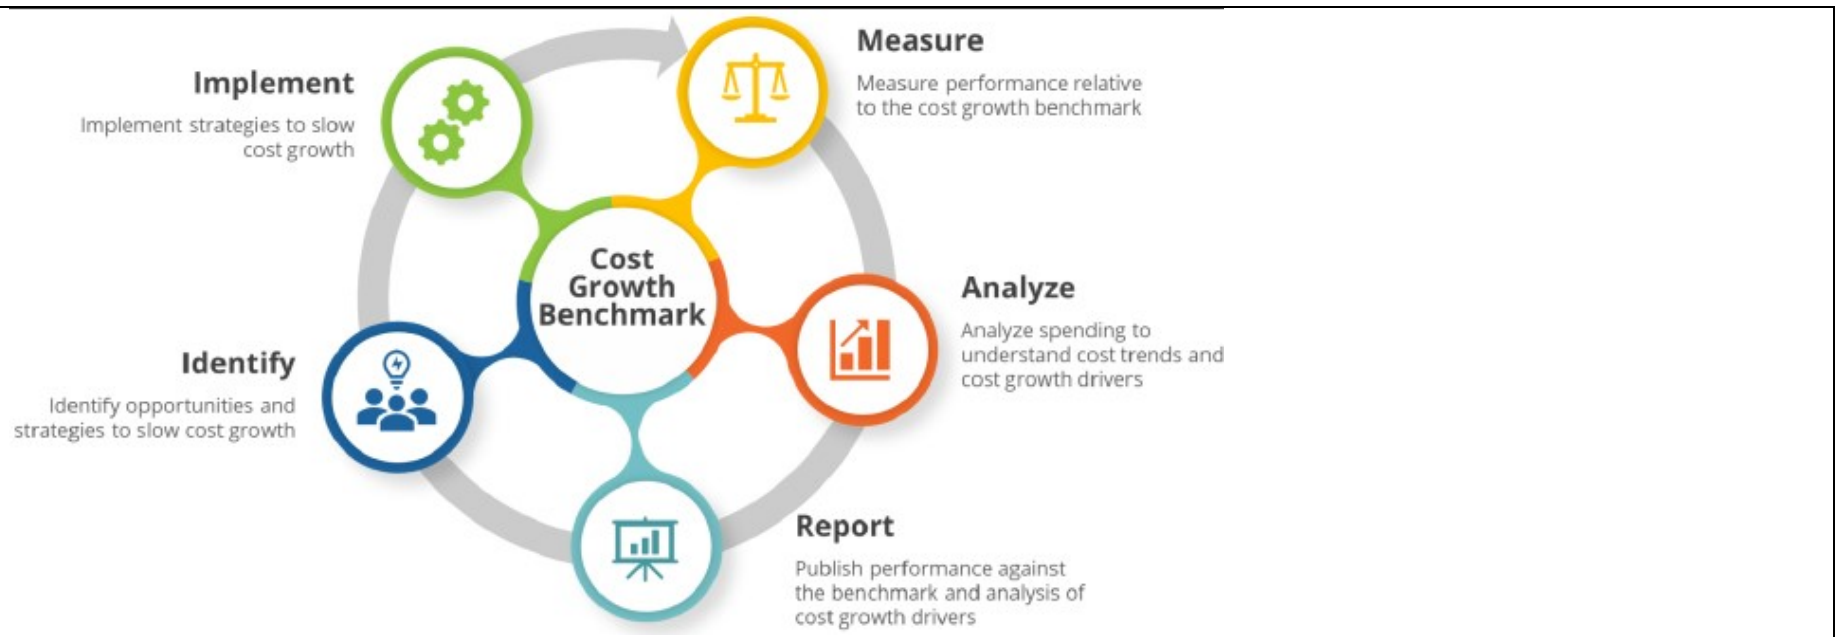 Measure
Measure performance relative
to the cost growth benchmark
Implement
Implement strategies to slow
cost growth
Cost
Growth
Benchmark
Analyze
Analyze spending to
understand cost trends and
cost growth drivers
Identify
Identify opportunities and
strategies to slow cost growth
Report
Publish performance against
the benchmark and analysis of
cost growth drivers